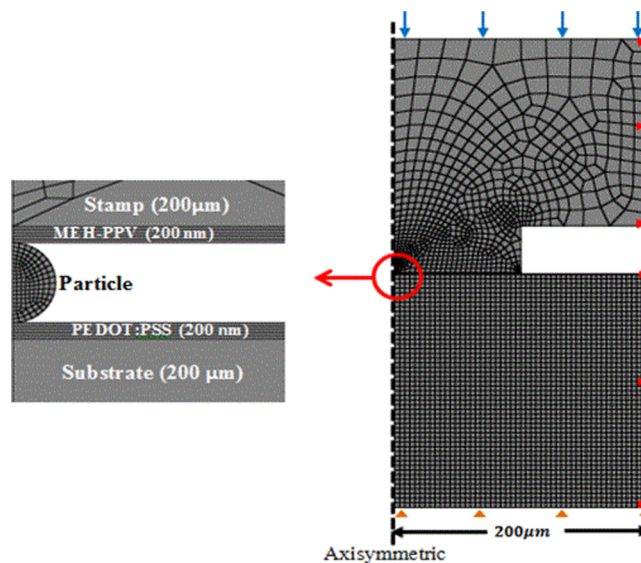 Stamp (200μm)
MEH-PPV (200 nm)
Particle
PEDOT:PSS (200 nm)
Substrate (200 μm)
200μm
Axisymmetric